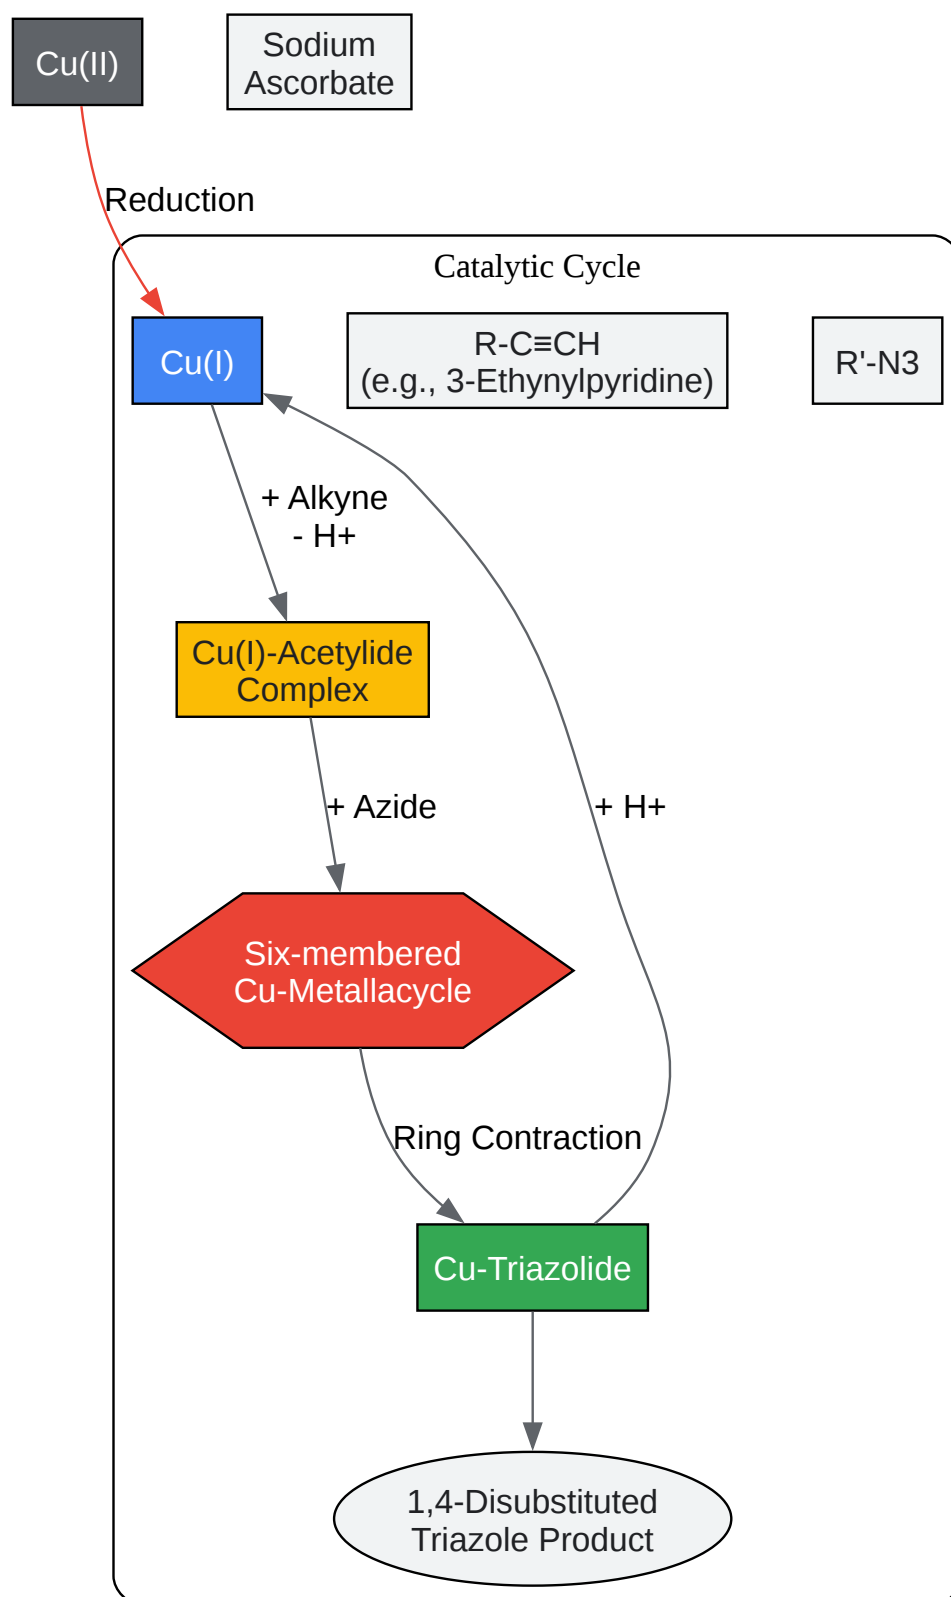 Cu(II)
Sodium
Ascorbate
Reduction
Catalytic Cycle
Cu(I)
R-C≡CH
(e.g., 3-Ethynylpyridine)
R'-N3
+ Alkyne
- H+
Cu(I)-Acetylide
Complex
+ Azide
+ H+
Six-membered
Cu-Metallacycle
Ring Contraction
Cu-Triazolide
1,4-Disubstituted
Triazole Product